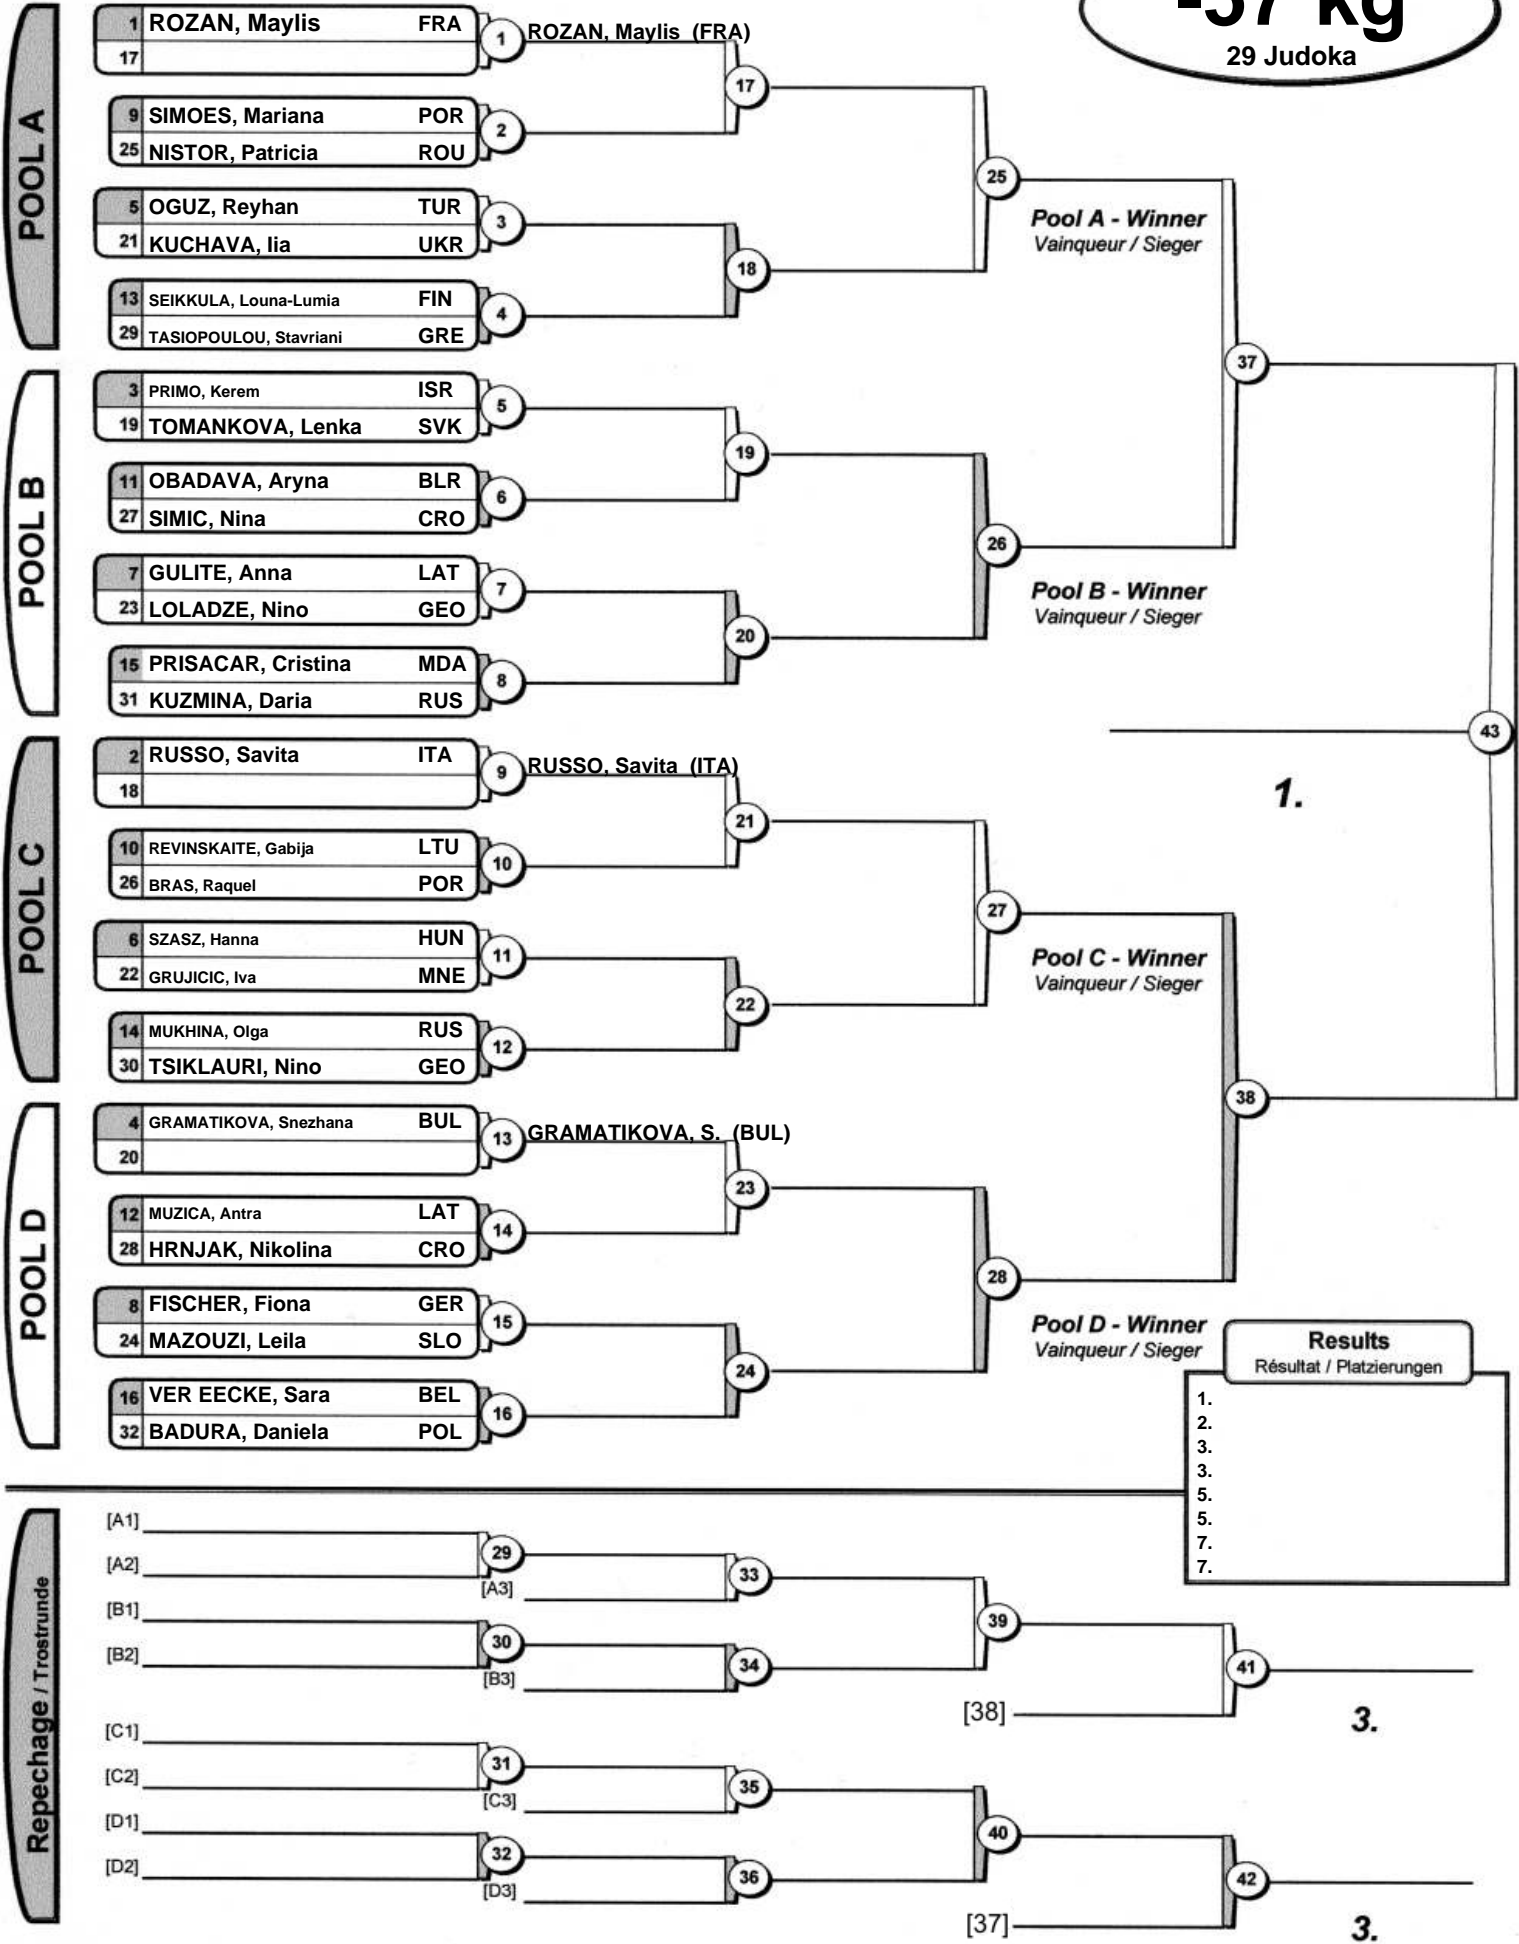 -57 kg
29 Judoka
POOL A
1 ROZAN, Maylis FRA
17
1 ROZAN, Maylis (FRA)
17
9 SIMOES, Mariana POR
25 NISTOR, Patricia ROU
2
25
5 OGUZ, Reyhan TUR
21 KUCHAVA, Iia UKR
3
Pool A - Winner
Vainqueur / Sieger
18
13 SEIKKULA, Louna-Lumia FIN
29 TASIOPOULOU, Stavriani GRE
4
37
POOL B
3 PRIMO, Kerem ISR
19 TOMANKOVA, Lenka SVK
5
19
11 OBADAVA, Aryna BLR
27 SIMIC, Nina CRO
6
26
7 GULITE, Anna LAT
23 LOLADZE, Nino GEO
7
Pool B - Winner
Vainqueur / Sieger
20
15 PRISACAR, Cristina MDA
31 KUZMINA, Daria RUS
8
43
1.
POOL C
2 RUSSO, Savita ITA
18
9 RUSSO, Savita (ITA)
21
10 REVINSKAITE, Gabija LTU
26 BRAS, Raquel POR
10
27
6 SZASZ, Hanna HUN
22 GRUJICIC, Iva MNE
11
Pool C - Winner
Vainqueur / Sieger
22
14 MUKHINA, Olga RUS
30 TSIKLAURI, Nino GEO
12
38
POOL D
4 GRAMATIKOVA, Snezhana BUL
20
13 GRAMATIKOVA, S. (BUL)
23
12 MUZICA, Antra LAT
28 HRNJAK, Nikolina CRO
14
28
8 FISCHER, Fiona GER
24 MAZOUZI, Leila SLO
15
Pool D - Winner
Vainqueur / Sieger
24
16 VER EECKE, Sara BEL
32 BADURA, Daniela POL
16
Results
Résultat / Platzierungen
1.
2.
3.
3.
5.
5.
7.
7.
Repechage / Trostrunde
[A1]
29
[A2]
[A3]
33
[B1]
39
30
[B2]
[B3]
34
41
[38]
3.
[C1]
31
[C2]
[C3]
35
[D1]
40
32
[D2]
[D3]
36
42
[37]
3.